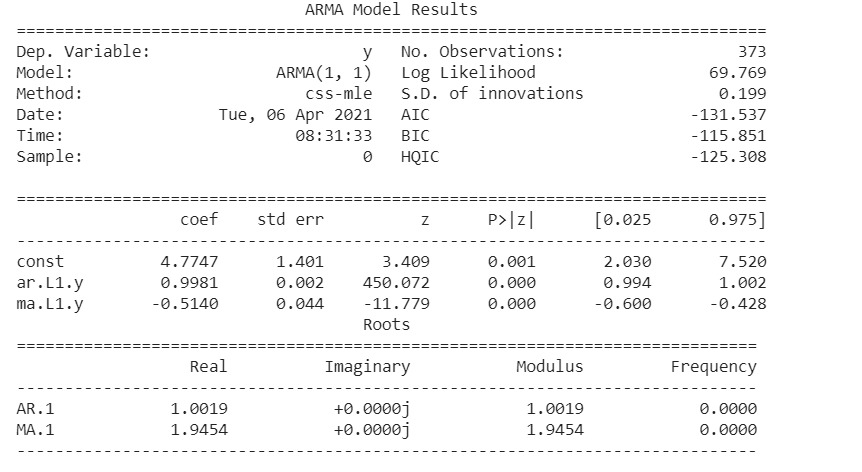 ARMA Model Results
==============================================================================
Dep. Variable: y No. Observations: 373
Model: ARMA(1, 1) Log Likelihood 69.769
Method: css-mle S.D. of innovations 0.199
Date: Tue, 06 Apr 2021 AIC -131.537
Time: 08:31:33 BIC -115.851
Sample: 0 HQIC -125.308
==============================================================================
coef std err z P>|z| [0.025 0.975]
------------------------------------------------------------------------------
const 4.7747 1.401 3.409 0.001 2.030 7.520
ar.L1.y 0.9981 0.002 450.072 0.000 0.994 1.002
ma.L1.y -0.5140 0.044 -11.779 0.000 -0.600 -0.428
Roots
=============================================================================
Real Imaginary Modulus Frequency
-----------------------------------------------------------------------------
AR.1 1.0019 +0.0000j 1.0019 0.0000
MA.1 1.9454 +0.0000j 1.9454 0.0000
-----------------------------------------------------------------------------